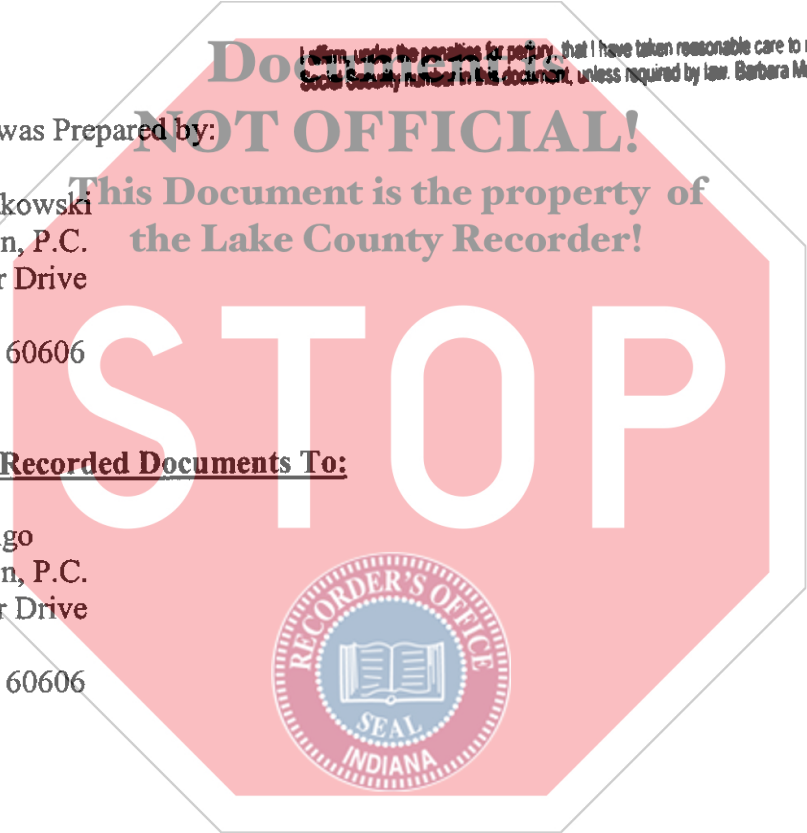 Document is
I affirm, under the penalties for perjury, that I have taken reasonable care to
Social Security number in this document, unless required by law. Barbara
was Prepared by:
NOT OFFICIAL!
This Document is the property of
kowski
the Lake County Recorder!
n, P.C.
r Drive
60606
STOP
Recorded Documents To:
go
n, P.C.
r Drive
60606
RECORDER'S OFFICE
SEAL
INDIANA